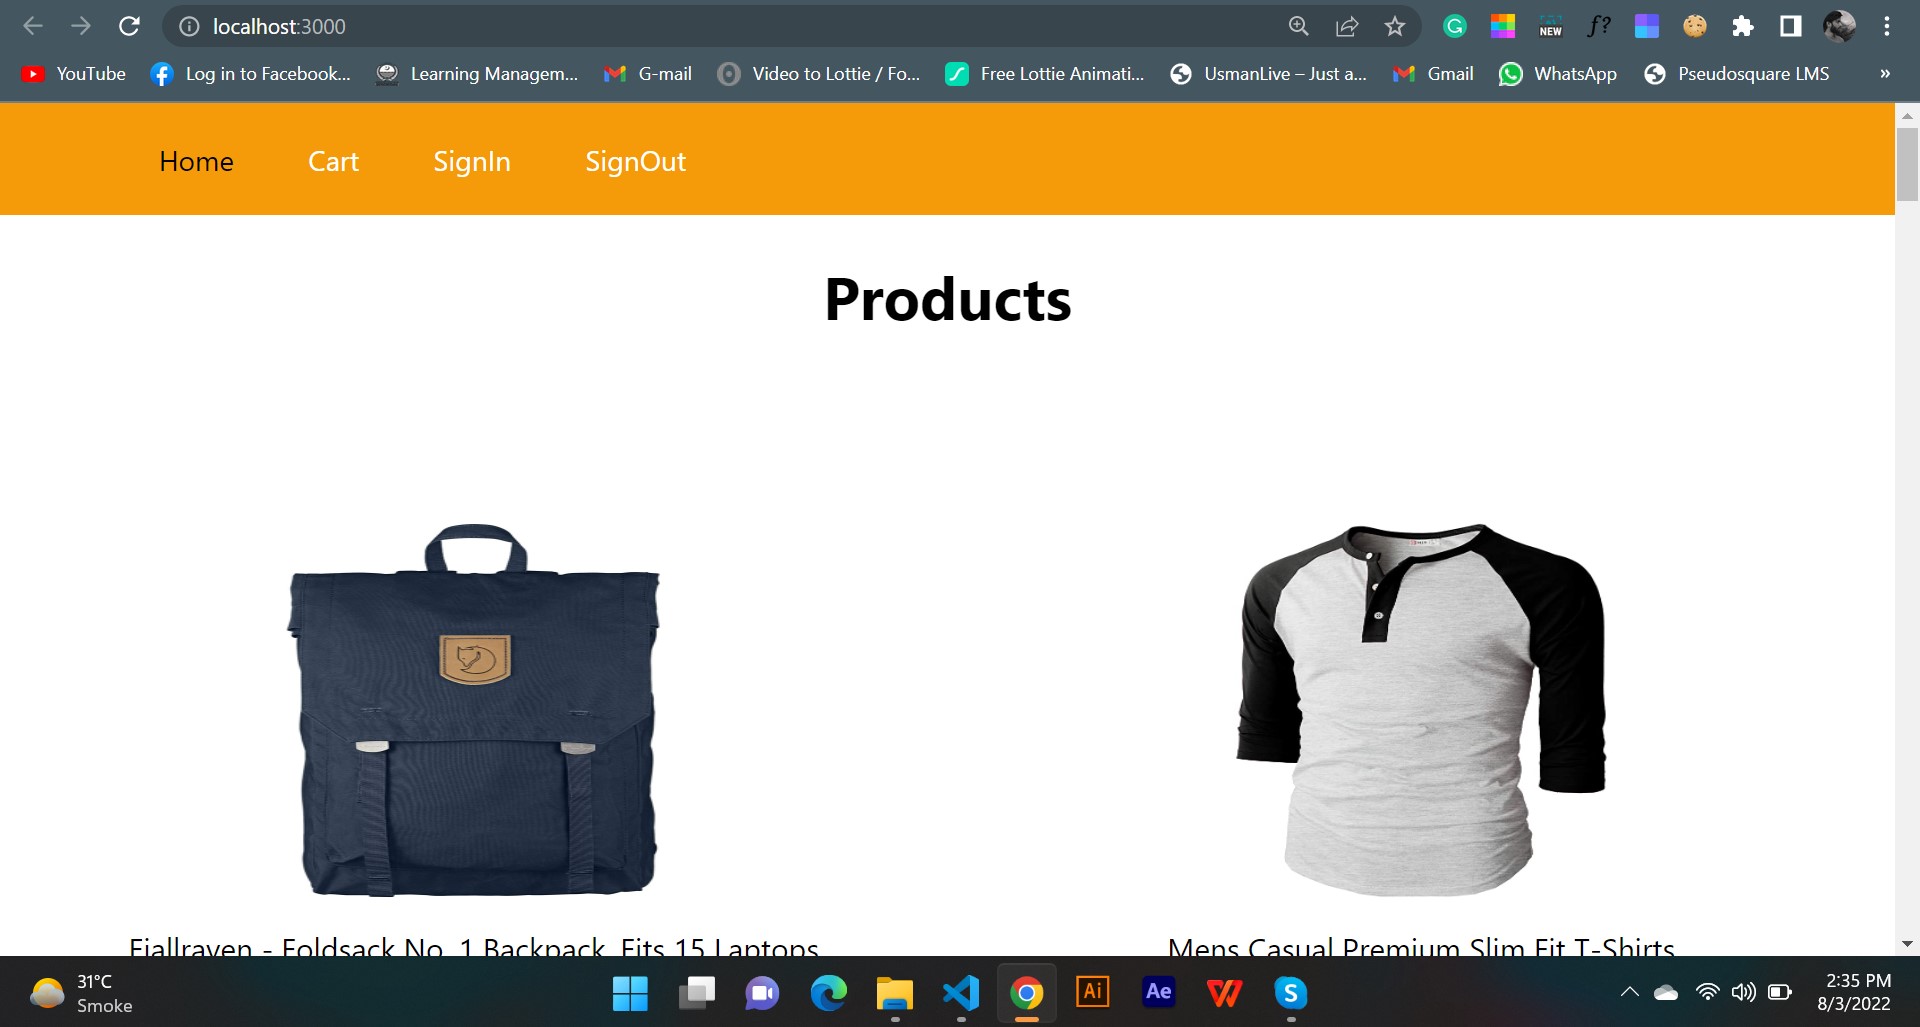 localhost:3000
NEW
f?
YouTube
Log in to Facebook...
Learning Managem...
G-mail
Video to Lottie / Fo...
Free Lottie Animati...
UsmanLive – Just a...
Gmail
WhatsApp
Pseudosquare LMS
»
Home
Cart
SignIn
SignOut
Products
Fjallraven - Foldsack No. 1 Backpack, Fits 15 Laptops
Mens Casual Premium Slim Fit T-Shirts
31°C
Smoke
Ai
Ae
S
2:35 PM
8/3/2022